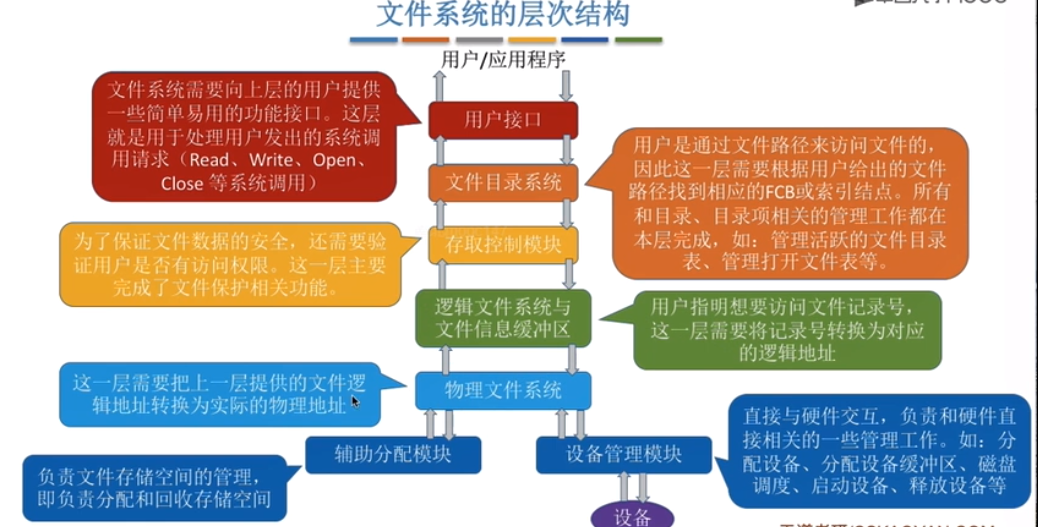 文件系统的层次结构
用户/应用程序
文件系统需要向上层的用户提供
一些简单易用的功能接口。这层
就是用于处理用户发出的系统调
用请求（Read、Write、Open、
Close 等系统调用）
用户接口
文件目录系统
用户是通过文件路径来访问文件的，
因此这一层需要根据用户给出的文件
路径找到相应的FCB或索引结点。所有
和目录、目录项相关的管理工作都在
本层完成，如：管理活跃的文件目录
表、管理打开文件表等。
为了保证文件数据的安全，还需要验
证用户是否有访问权限。这一层主要
完成了文件保护相关功能。
存取控制模块
逻辑文件系统与
文件信息缓冲区
用户指明想要访问文件记录号，
这一层需要将记录号转换为对应
的逻辑地址
这一层需要把上一层提供的文件逻
辑地址转换为实际的物理地址
物理文件系统
辅助分配模块
设备管理模块
直接与硬件交互，负责和硬件直
接相关的一些管理工作。如：分
配设备、分配设备缓冲区、磁盘
调度、启动设备、释放设备等
负责文件存储空间的管理，
即负责分配和回收存储空间
设备